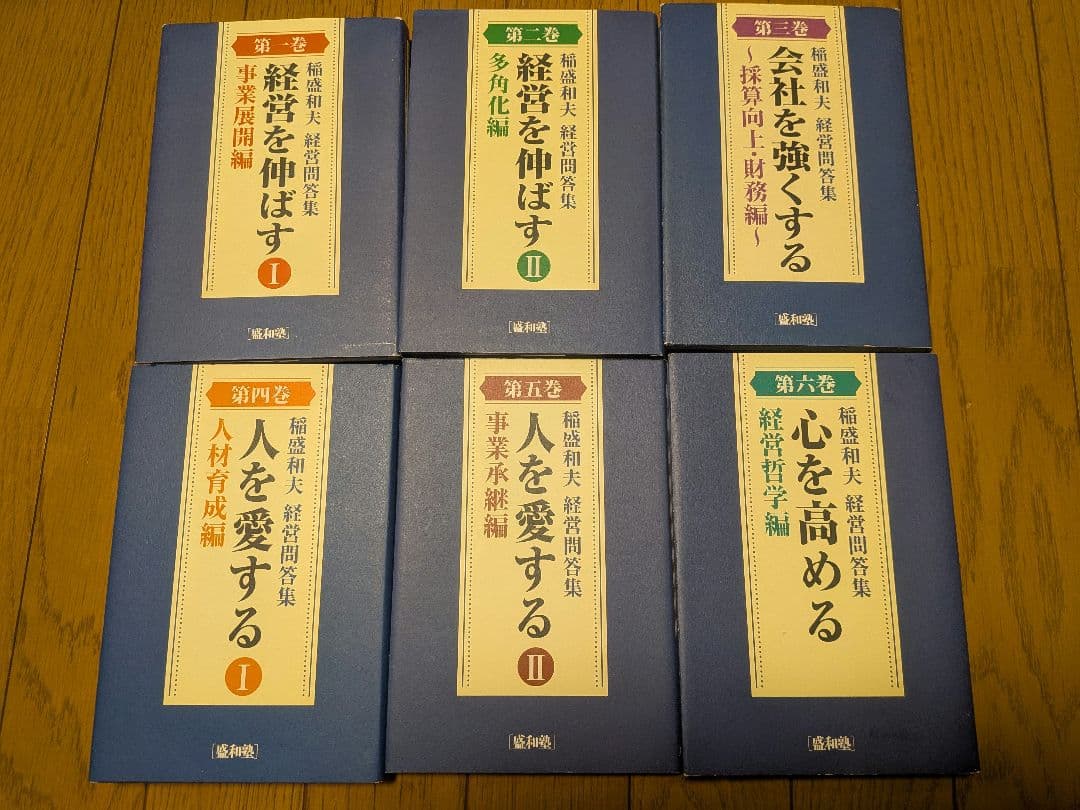 第一巻
稲盛和夫 経営問答集
経営を伸ばす Ⅰ
事業展開編
[盛和塾]
第二巻
稲盛和夫 経営問答集
経営を伸ばす Ⅱ
多角化編
[盛和塾]
第三巻
稲盛和夫 経営問答集
会社を強くする
~採算向上・財務編~
[盛和塾]
第四巻
稲盛和夫 経営問答集
人を愛する Ⅰ
人材育成編
[盛和塾]
第五巻
稲盛和夫 経営問答集
人を愛する Ⅱ
事業承継編
[盛和塾]
第六巻
稲盛和夫 経営問答集
心を高める
経営哲学編
[盛和塾]